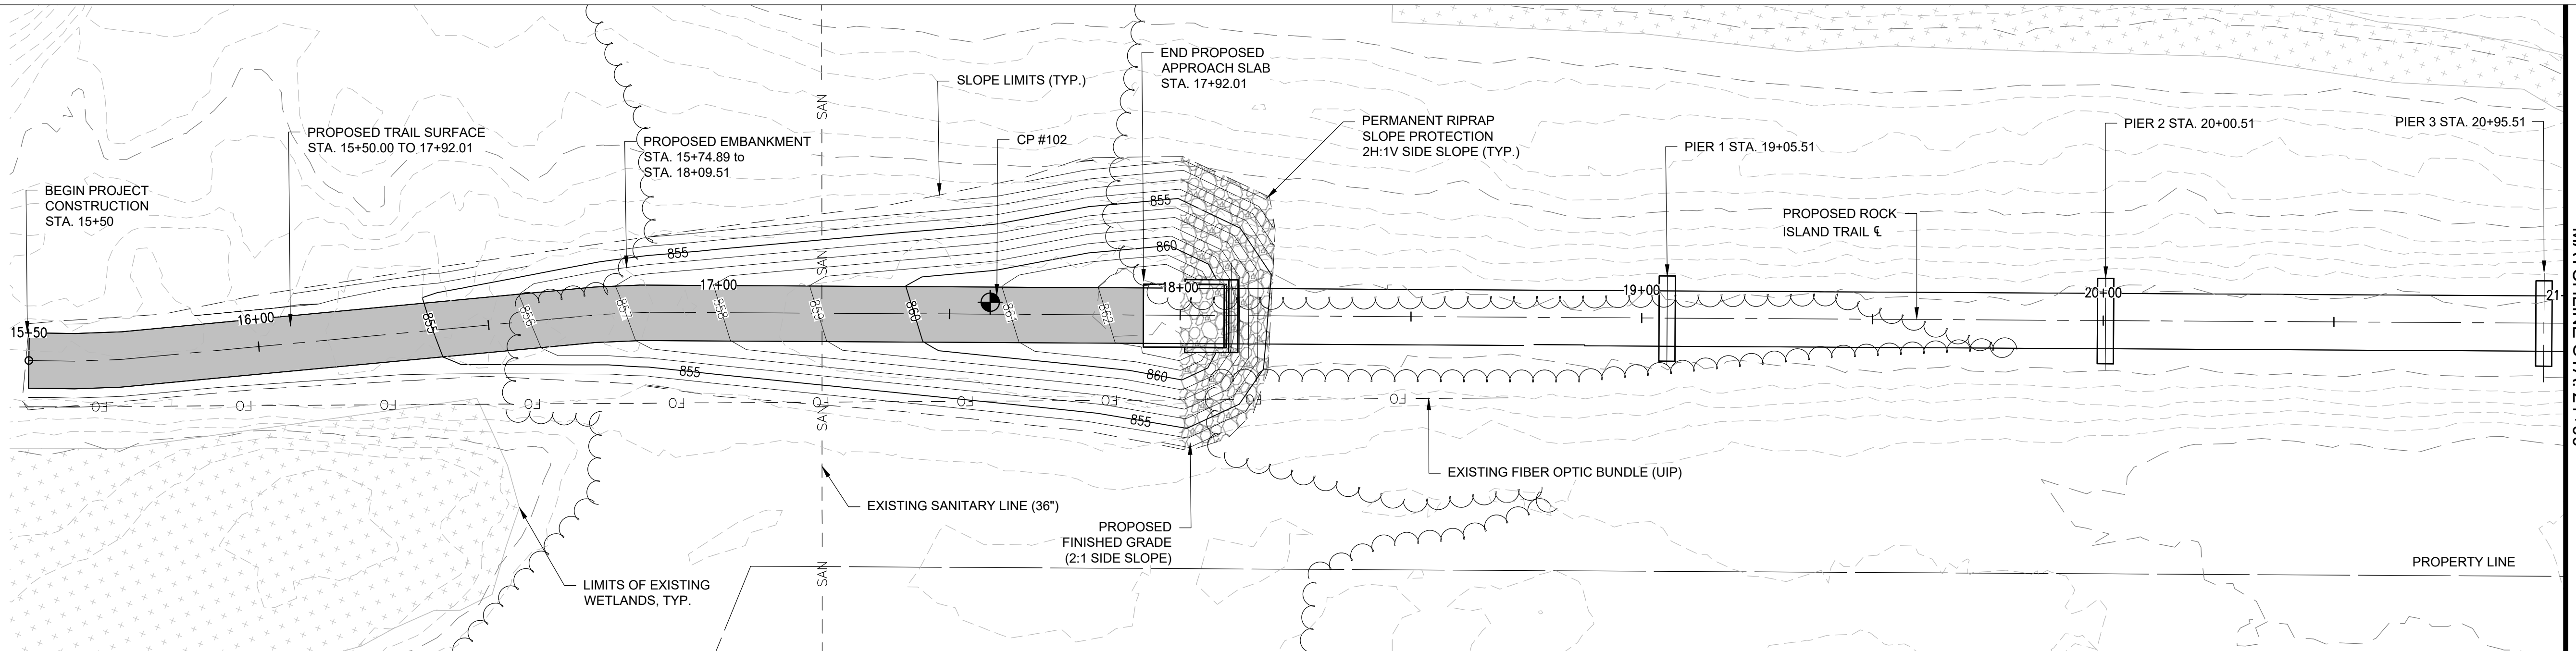 END PROPOSED
APPROACH SLAB
STA. 17+92.01
SLOPE LIMITS (TYP.)
SAN
PROPOSED TRAIL SURFACE
STA. 15+50.00 TO 17+92.01
PROPOSED EMBANKMENT
STA. 15+74.89 to
STA. 18+09.51
CP #102
PERMANENT RIPRAP
SLOPE PROTECTION
2H:1V SIDE SLOPE (TYP.)
PIER 1 STA. 19+05.51
PIER 2 STA. 20+00.51
PIER 3 STA. 20+95.51
BEGIN PROJECT
CONSTRUCTION
STA. 15+50
PROPOSED ROCK
ISLAND TRAIL ℄
855
860
855
SAN
15+50
16+00
17+00
18+00
19+00
20+00
21
855
856
857
858
859
860
861
862
855
860
855
FO
FO
FO
FO
FO
FO
FO
FO
FO
FO
SAN
EXISTING FIBER OPTIC BUNDLE (UIP)
EXISTING SANITARY LINE (36")
PROPOSED
FINISHED GRADE
(2:1 SIDE SLOPE)
SAN
LIMITS OF EXISTING
WETLANDS, TYP.
PROPERTY LINE